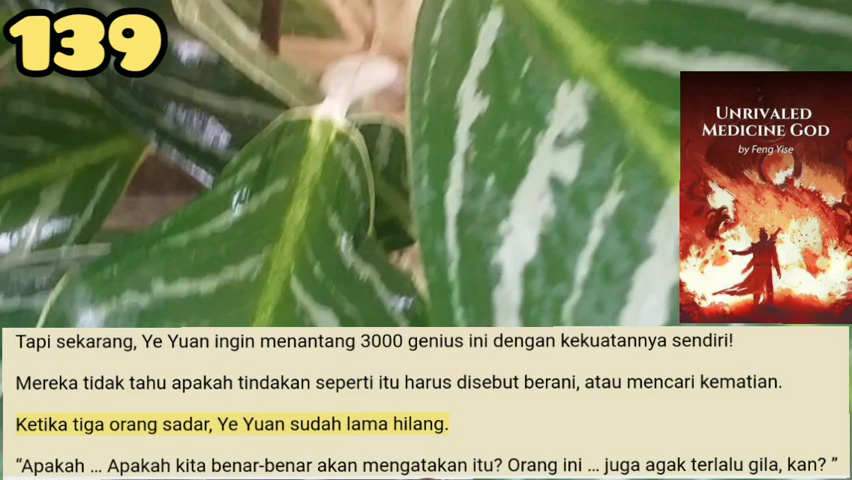 139
UNRIVALED
MEDICINE GOD
by Feng Yise
Tapi sekarang, Ye Yuan ingin menantang 3000 genius ini dengan kekuatannya sendiri!
Mereka tidak tahu apakah tindakan seperti itu harus disebut berani, atau mencari kematian.
Ketika tiga orang sadar, Ye Yuan sudah lama hilang.
“Apakah ... Apakah kita benar-benar akan mengatakan itu? Orang ini ... juga agak terlalu gila, kan? ”